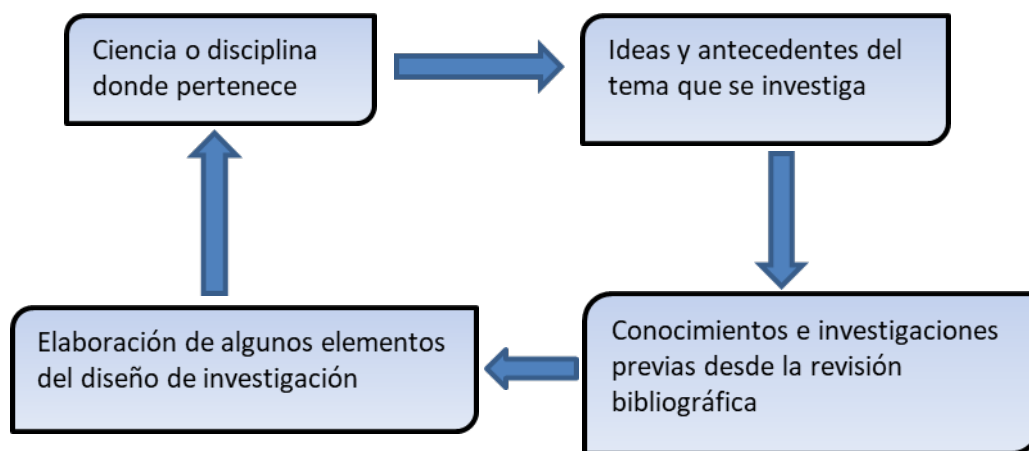 Ciencia o disciplina
donde pertenece
Ideas y antecedentes del
tema que se investiga
Conocimientos e investigaciones
previas desde la revisión
bibliográfica
Elaboración de algunos elementos
del diseño de investigación